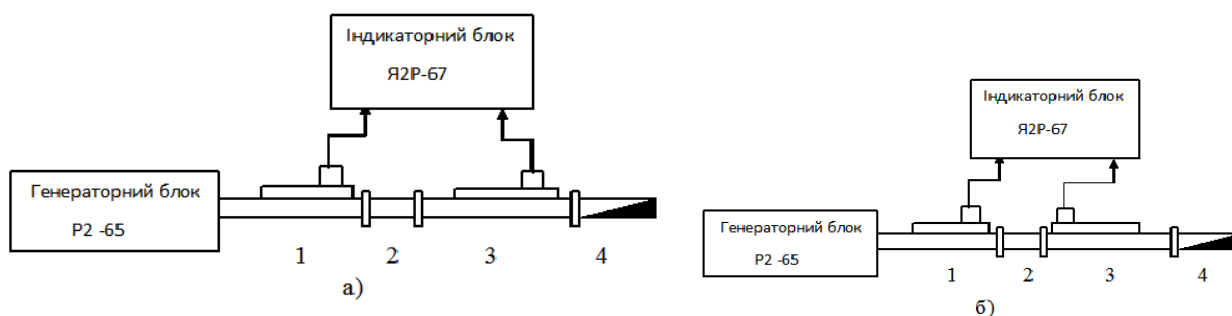 Індикаторний блок
Я2Р-67
Генераторний блок
Р2 -65
1 2 3 4
а)
Індикаторний блок
Я2Р-67
Генераторний блок
Р2 -65
1 2 3 4
б)